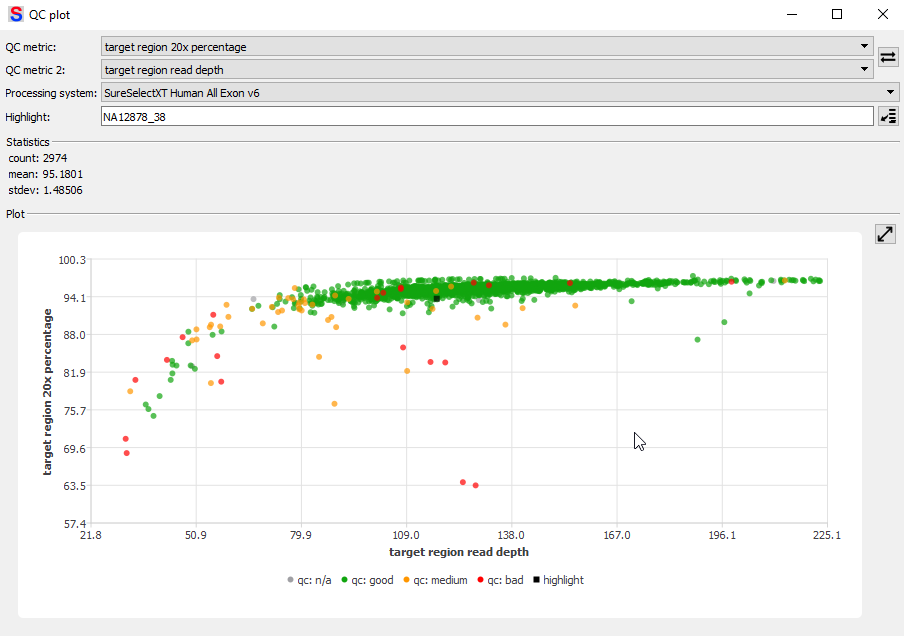 S QC plot
QC metric: target region 20x percentage
QC metric 2: target region read depth
Processing system: SureSelectXT Human All Exon v6
Highlight: NA12878_38
Statistics
count: 2974
mean: 95.1801
stdev: 1.48506
Plot
100.3
94.1
88.0
81.9
75.7
69.6
63.5
57.4
target region 20x percentage
21.8 50.9 79.9 109.0 138.0 167.0 196.1 225.1
target region read depth
qc: n/a qc: good qc: medium qc: bad highlight